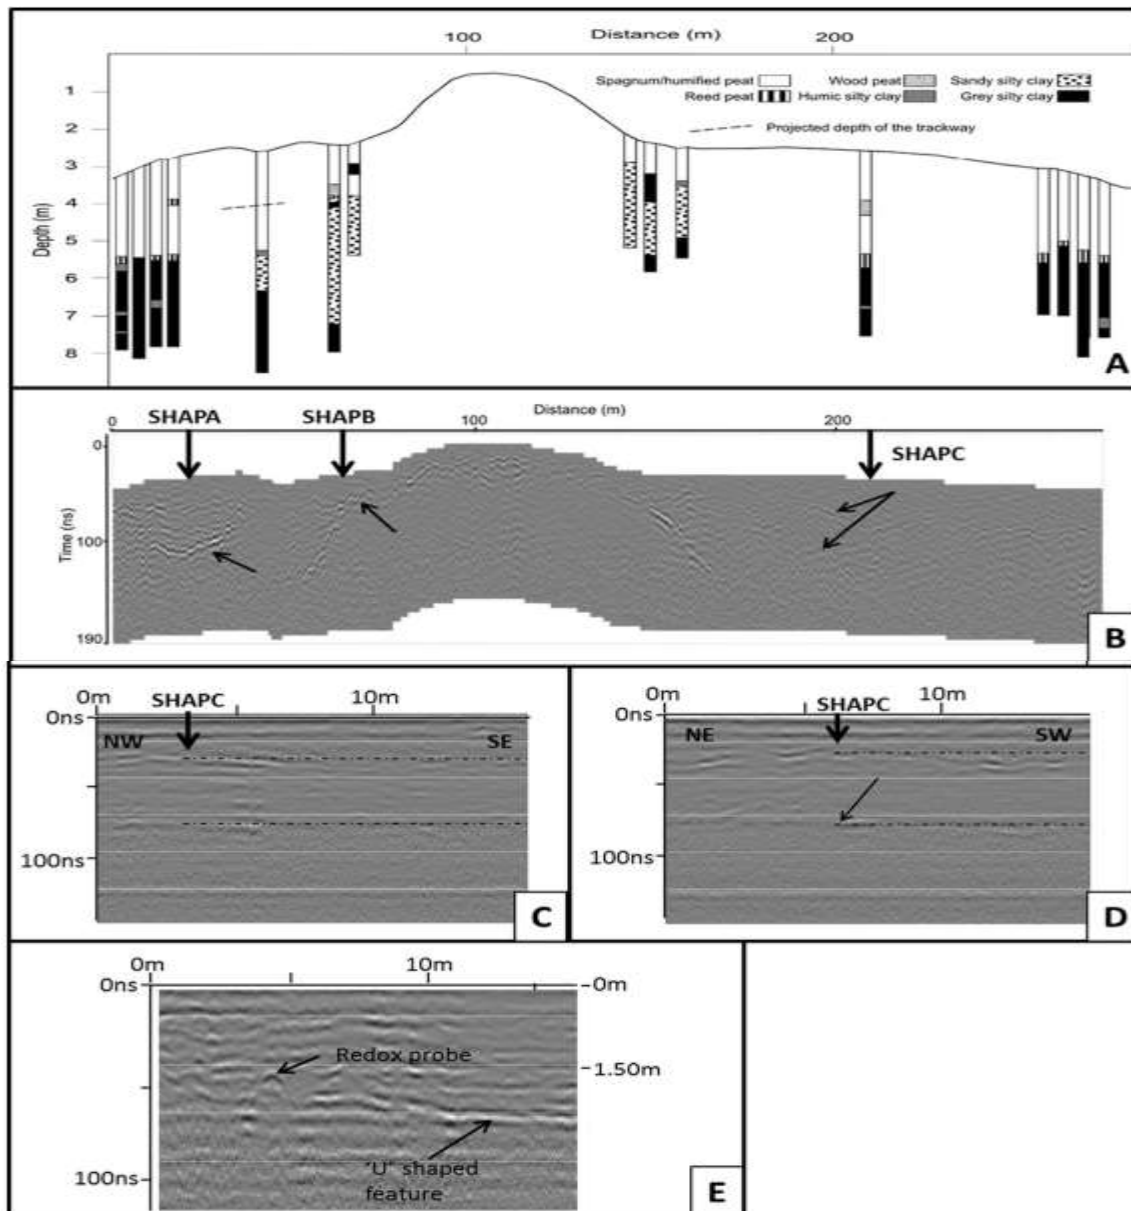 Distance (m)
100 200
Spagnum/humified peat Wood peat Sandy silty clay
Reed peat Humic silty clay Grey silty clay
Projected depth of the trackway
Depth (m)
1
2
3
4
5
6
7
8
A
SHAPA SHAPB Distance (m)
0 100 200
SHAPC
Time (ns)
0
100
190
B
0m 10m
SHAPC
0ns
NW SE
100ns
C
0m 10m
SHAPC
0ns
NE SW
100ns
D
0m 10m
0ns -0m
Redox probe -1.50m
'U' shaped
feature
100ns
E